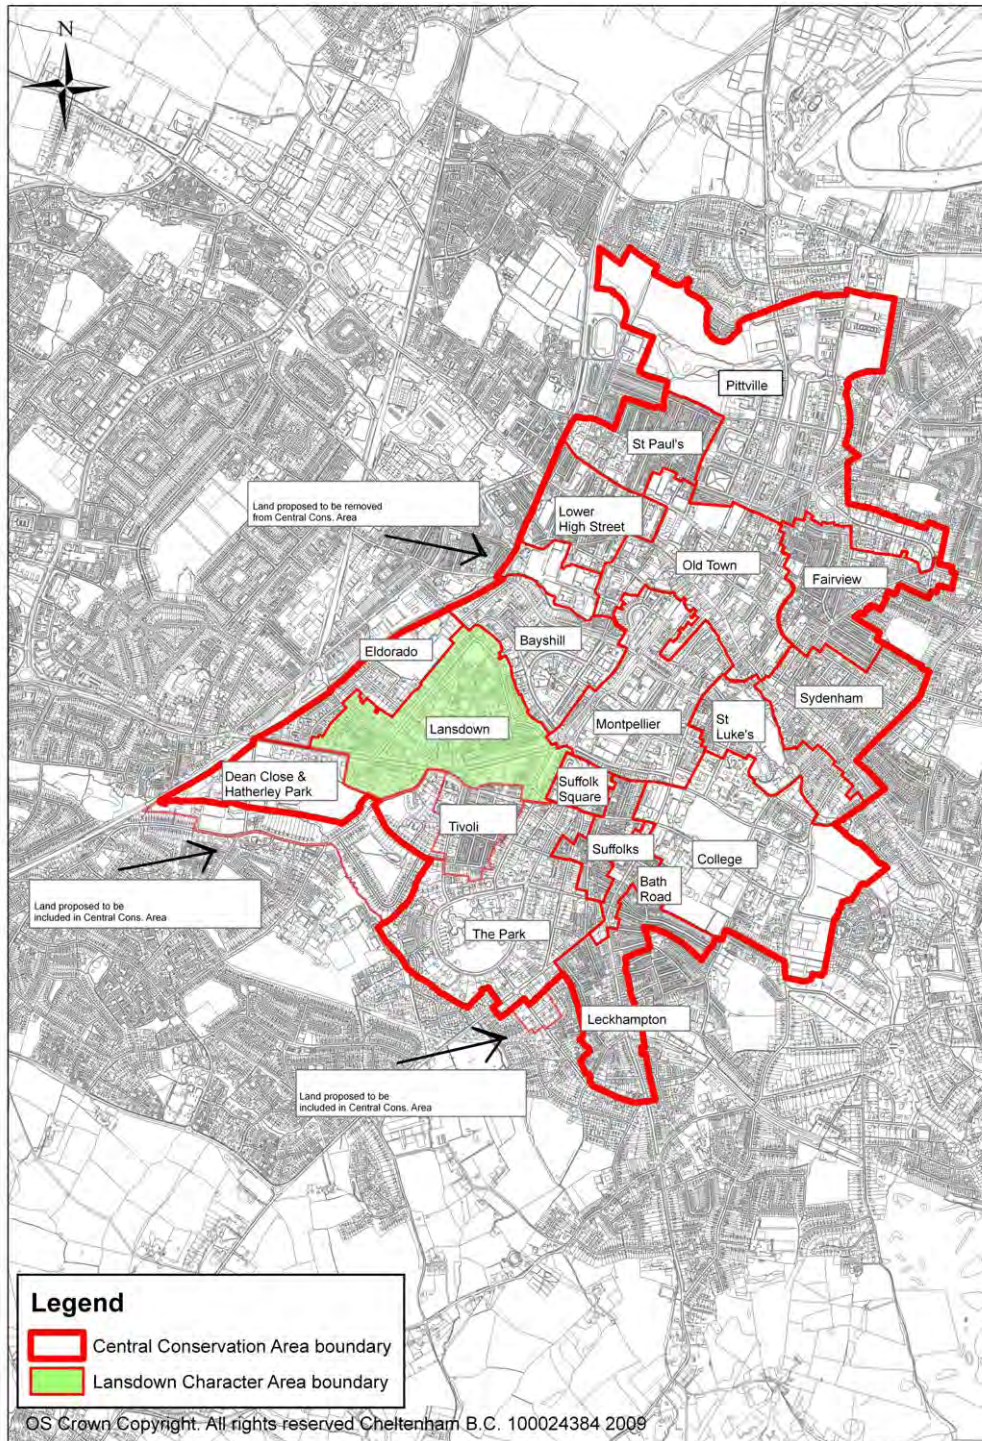 N
Pittville
St Paul's
Land proposed to be removed
from Central Cons. Area
Lower
High Street
Old Town
Fairview
Eldorado
Bayshill
Sydenham
Lansdown
Montpellier
St
Luke's
Dean Close &
Hatherley Park
Suffolk
Square
Tivoli
Suffolks
College
Bath
Road
Land proposed to be
included in Central Cons. Area
The Park
Leckhampton
Land proposed to be
included in Central Cons. Area
Legend
Central Conservation Area boundary
Lansdown Character Area boundary
OS Crown Copyright. All rights reserved Cheltenham B.C. 100024384 2009